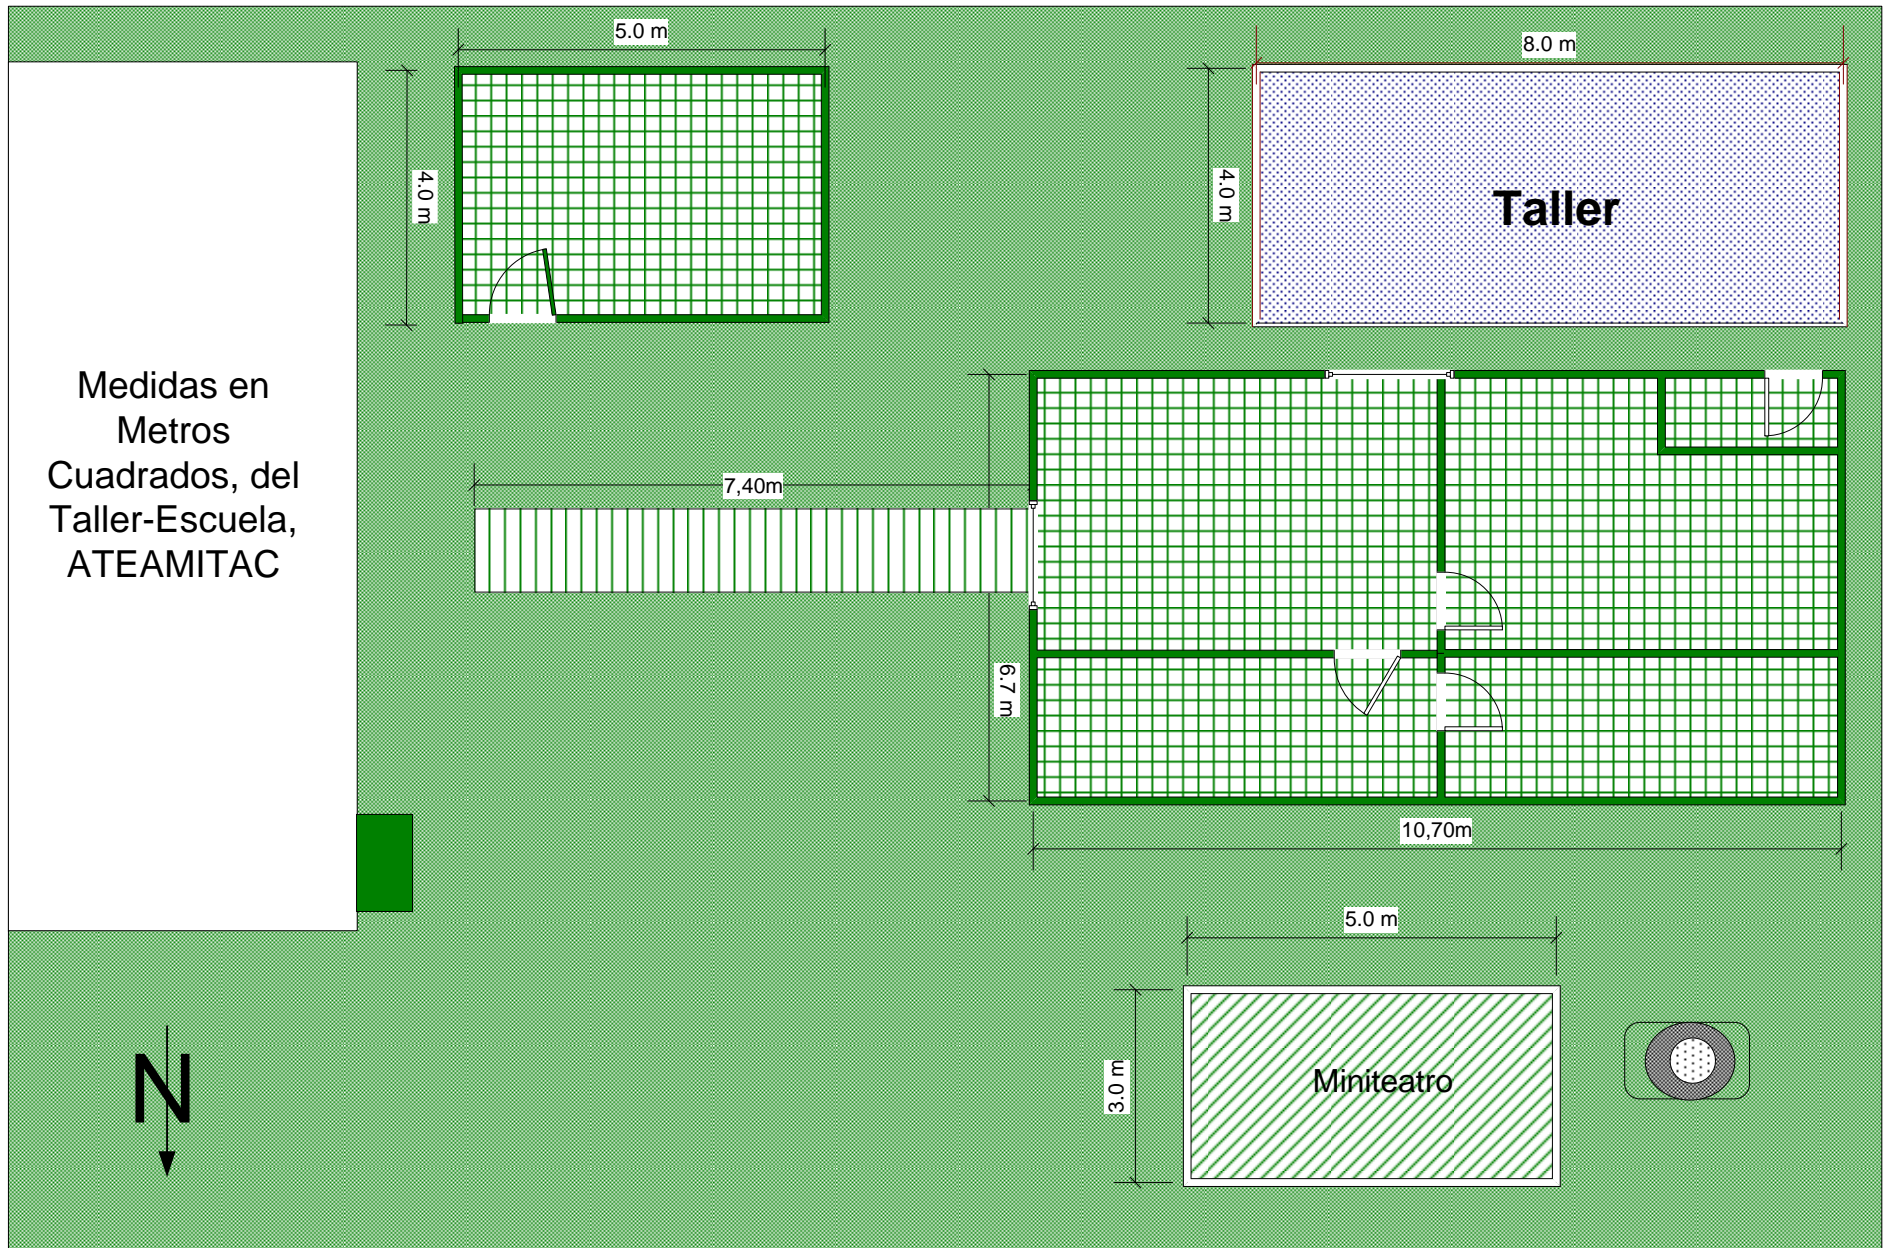 5.0 m
8.0 m
4.0 m
4.0 m
Taller
Medidas en
Metros
Cuadrados, del
Taller-Escuela,
ATEAMITAC
7,40m
6.7 m
10,70m
5.0 m
3.0 m
Miniteatro
N